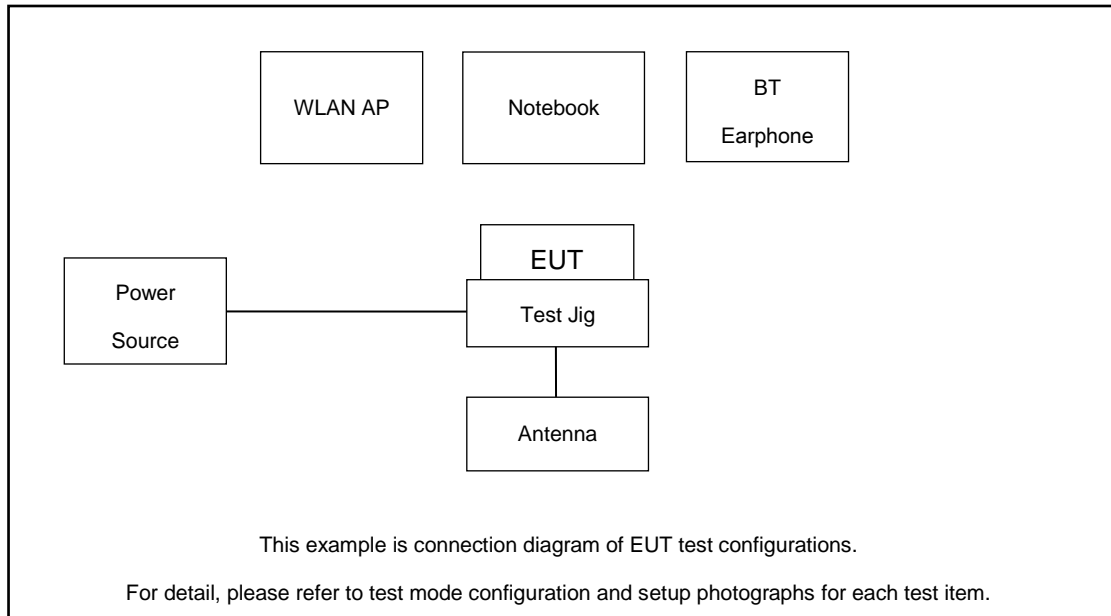 WLAN AP
Notebook
BT
Earphone
EUT
Power
Source
Test Jig
Antenna
This example is connection diagram of EUT test configurations.
For detail, please refer to test mode configuration and setup photographs for each test item.